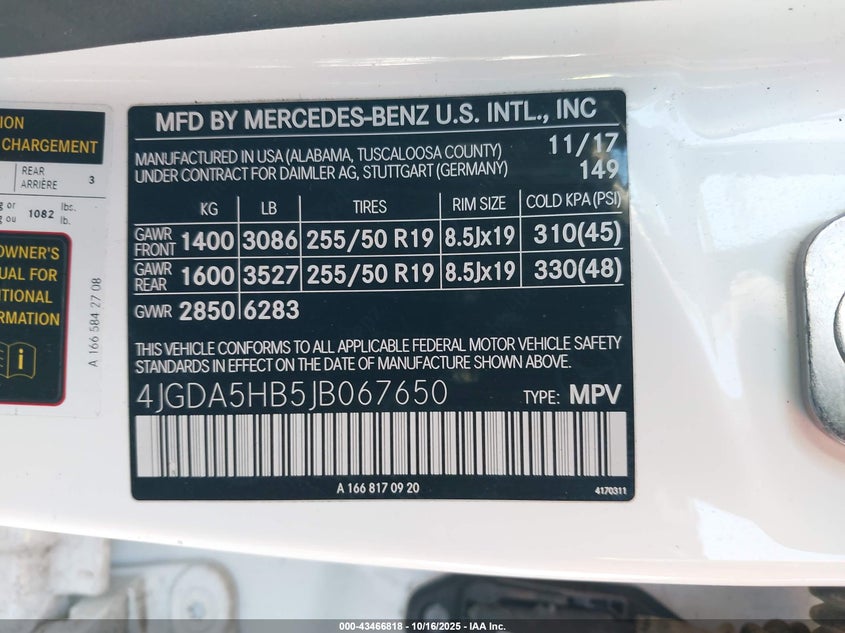 ION
CHARGEMENT
REAR
ARRIÈRE 3
g or 1082 lbs.
g ou lb.
OWNER'S
UAL FOR
ITIONAL
ORMATION
i
A 166 584 27 08
MFD BY MERCEDES-BENZ U.S. INTL., INC
MANUFACTURED IN USA (ALABAMA, TUSCALOOSA COUNTY) 11/17
UNDER CONTRACT FOR DAIMLER AG, STUTTGART (GERMANY) 149
KG LB TIRES RIM SIZE COLD KPA(PSI)
GAWR FRONT 1400 3086 255/50 R19 8.5Jx19 310(45)
GAWR REAR 1600 3527 255/50 R19 8.5Jx19 330(48)
GVWR 2850 6283
THIS VEHICLE CONFORMS TO ALL APPLICABLE FEDERAL MOTOR VEHICLE SAFETY
STANDARDS IN EFFECT ON THE DATE OF MANUFACTURE SHOWN ABOVE.
4JGDA5HB5JB067650 TYPE: MPV
A 166 817 09 20
4170311
000-43466818 - 10/16/2025 - IAA Inc.